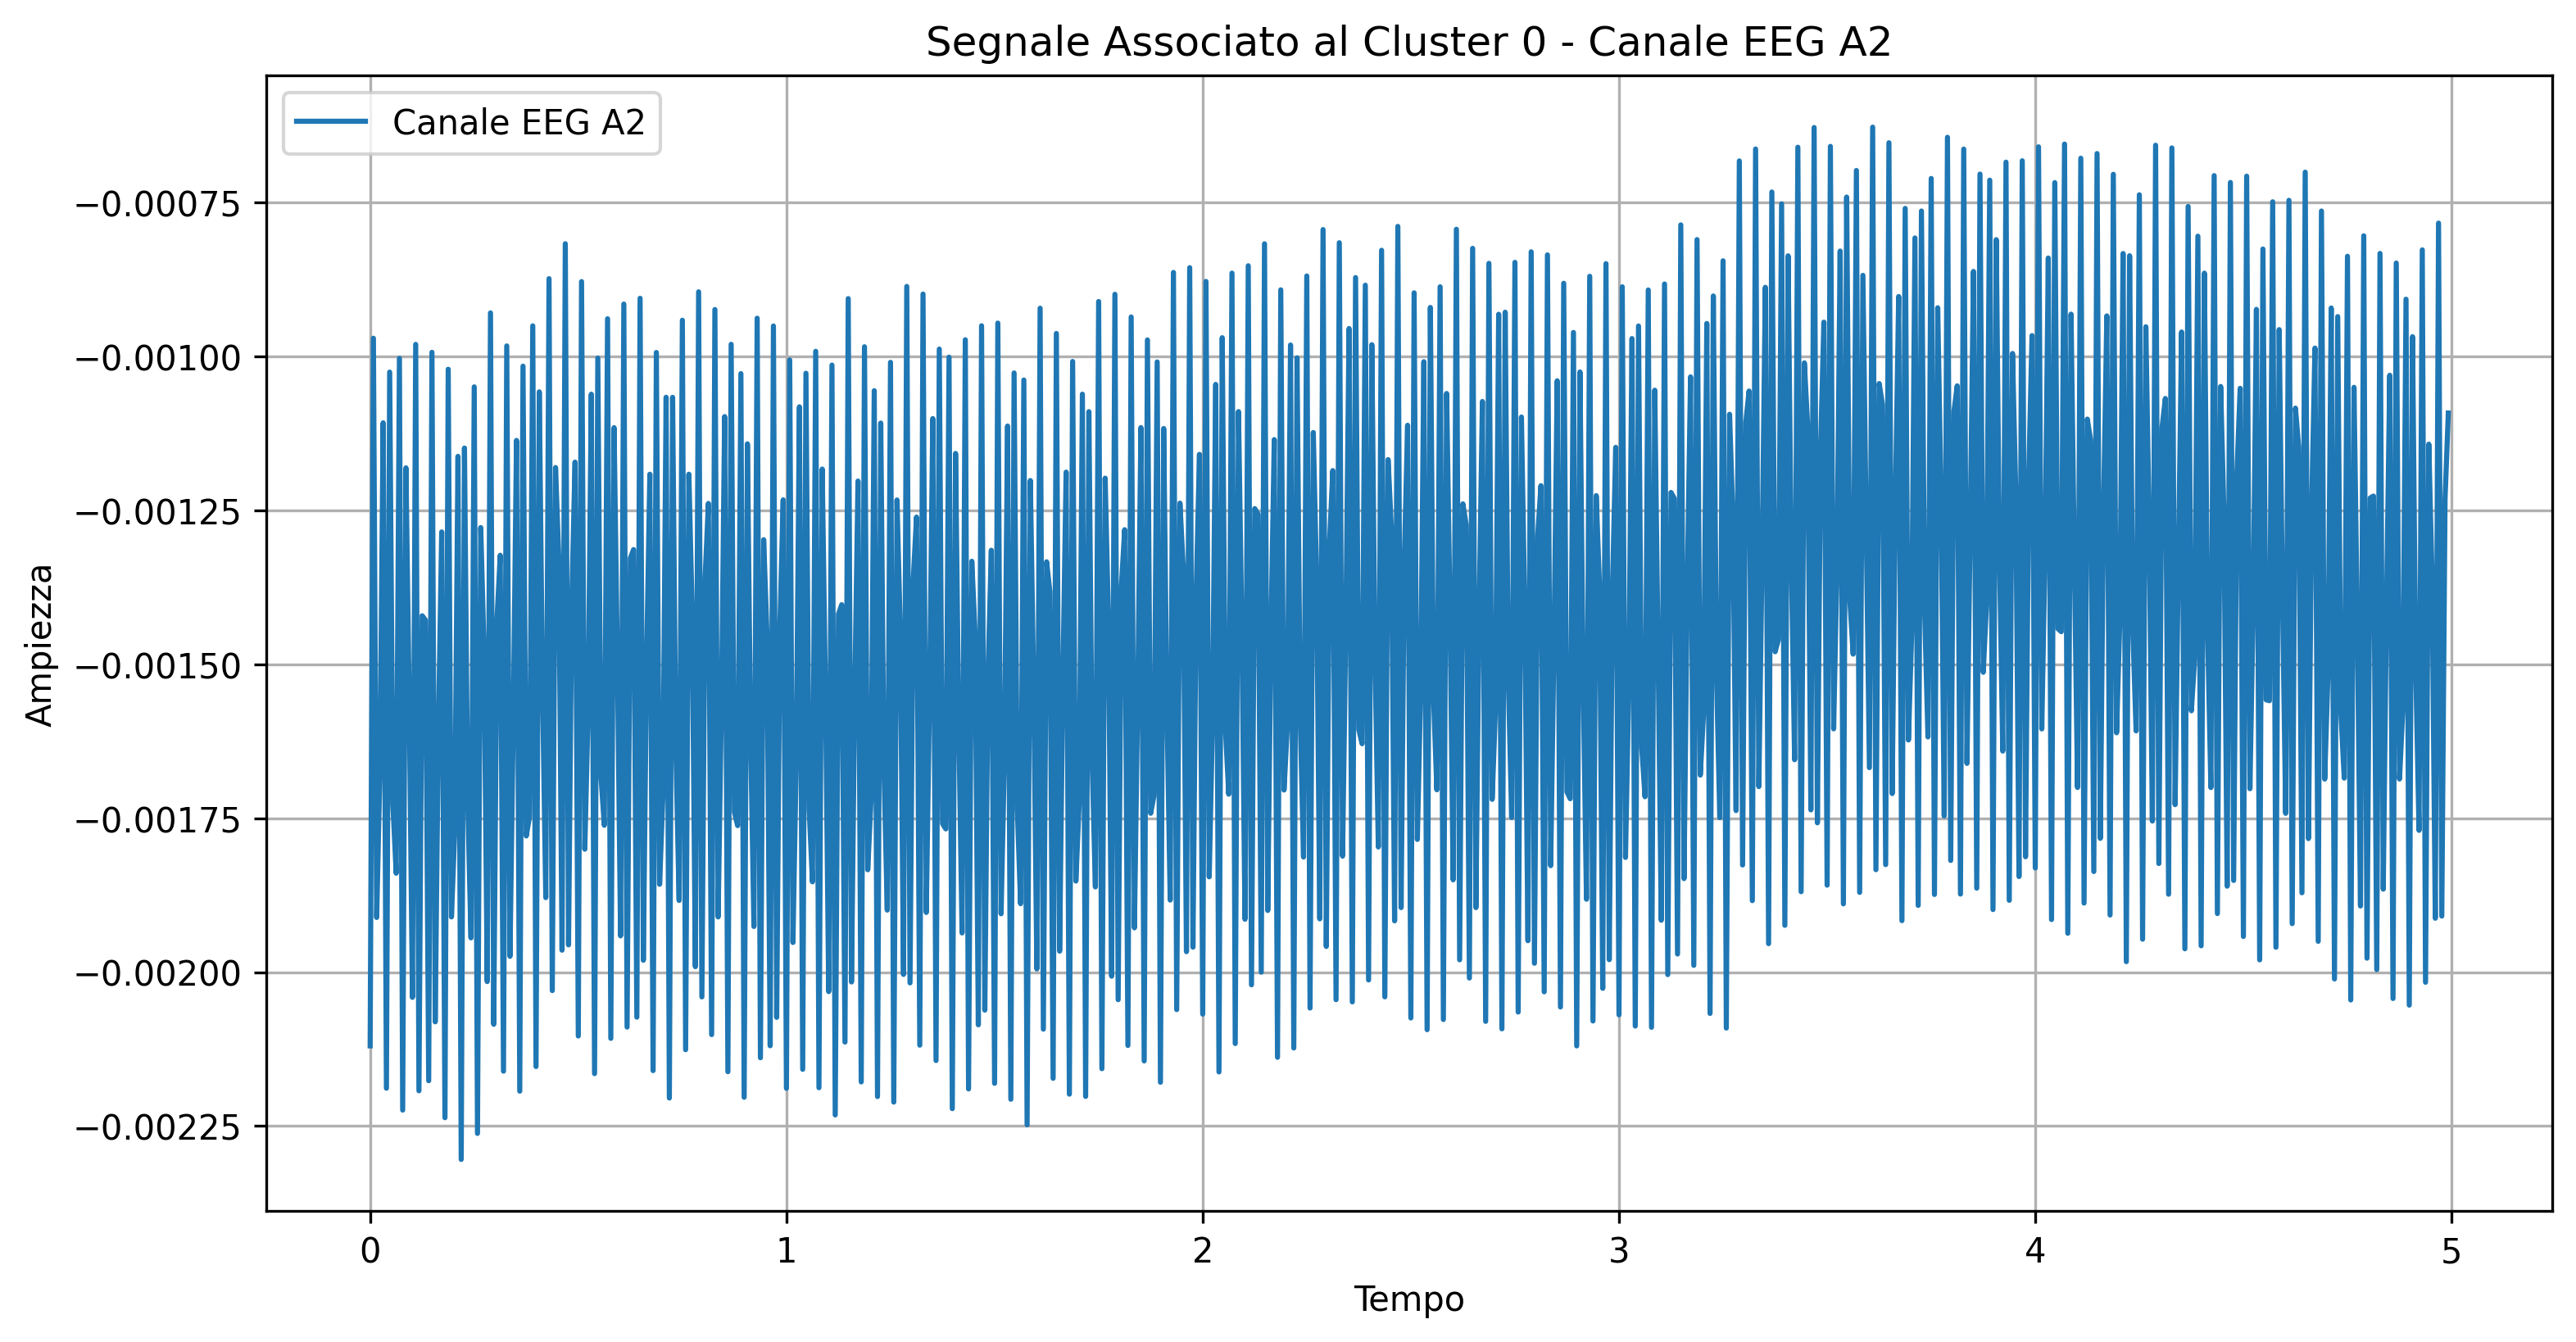 Segnale Associato al Cluster 0 - Canale EEG A2
Canale EEG A2
Ampiezza
−0.00075
−0.00100
−0.00125
−0.00150
−0.00175
−0.00200
−0.00225
0 1 2 3 4 5
Tempo